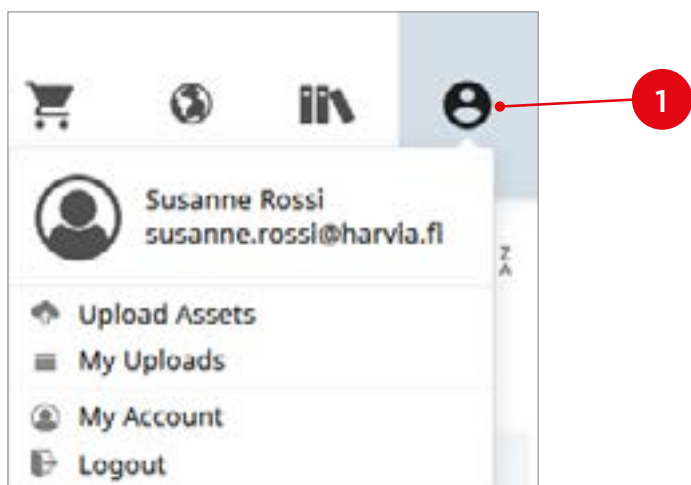 1
Susanne Rossi
susanne.rossi@harvia.fi
Z
A
Upload Assets
My Uploads
My Account
Logout